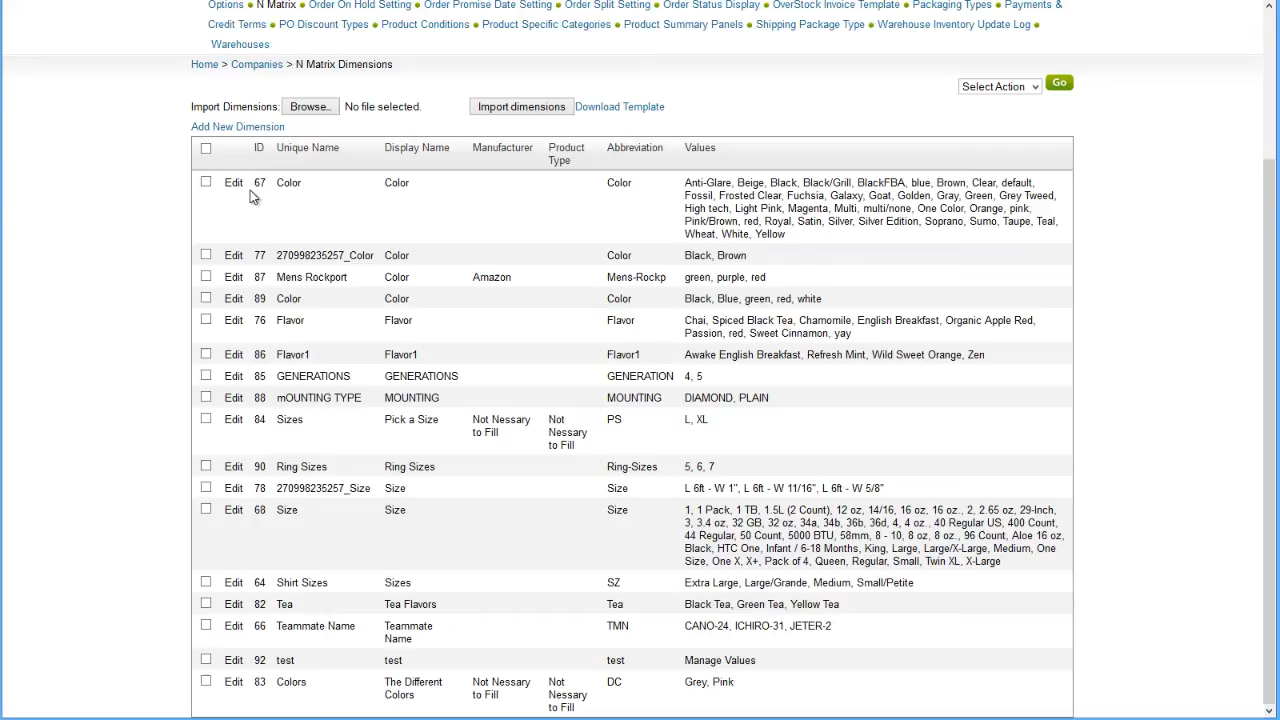 Options • N Matrix • Order On Hold Setting • Order Promise Date Setting • Order Split Setting • Order Status Display • OverStock Invoice Template • Packaging Types • Payments &
Credit Terms • PO Discount Types • Product Conditions • Product Specific Categories • Product Summary Panels • Shipping Package Type • Warehouse Inventory Update Log •
Warehouses
Home > Companies > N Matrix Dimensions
Select Action Go
Import Dimensions: Browse... No file selected. Import dimensions Download Template
Add New Dimension
ID Unique Name Display Name Manufacturer Product Abbreviation Values
Type
Edit 67 Color Color Color Anti-Glare, Beige, Black, Black/Grill, BlackFBA, blue, Brown, Clear, default,
Fossil, Frosted Clear, Fuchsia, Galaxy, Goat, Golden, Gray, Green, Grey Tweed,
High tech, Light Pink, Magenta, Multi, multi/none, One Color, Orange, pink,
Pink/Brown, red, Royal, Satin, Silver, Silver Edition, Soprano, Sumo, Taupe, Teal,
Wheat, White, Yellow
Edit 77 270998235257_Color Color Color Black, Brown
Edit 87 Mens Rockport Color Amazon Mens-Rockp green, purple, red
Edit 89 Color Color Color Black, Blue, green, red, white
Edit 76 Flavor Flavor Flavor Chai, Spiced Black Tea, Chamomile, English Breakfast, Organic Apple Red,
Passion, red, Sweet Cinnamon, yay
Edit 86 Flavor1 Flavor1 Flavor1 Awake English Breakfast, Refresh Mint, Wild Sweet Orange, Zen
Edit 85 GENERATIONS GENERATIONS GENERATION 4, 5
Edit 88 mOUNTING TYPE MOUNTING MOUNTING DIAMOND, PLAIN
Edit 84 Sizes Pick a Size Not Nessary Not PS L, XL
to Fill Nessary
to Fill
Edit 90 Ring Sizes Ring Sizes Ring-Sizes 5, 6, 7
Edit 78 270998235257_Size Size Size L 6ft - W 1", L 6ft - W 11/16", L 6ft - W 5/8"
Edit 68 Size Size Size 1, 1 Pack, 1 TB, 1.5L (2 Count), 12 oz, 14/16, 16 oz, 16 oz., 2, 2.65 oz, 29-Inch,
3, 3.4 oz, 32 GB, 32 oz, 34a, 34b, 36b, 36d, 4, 4 oz., 40 Regular US, 400 Count,
44 Regular, 50 Count, 5000 BTU, 58mm, 8 - 10, 8 oz, 8 oz., 96 Count, Aloe 16 oz,
Black, HTC One, Infant / 6-18 Months, King, Large, Large/X-Large, Medium, One
Size, One X, X+, Pack of 4, Queen, Regular, Small, Twin XL, X-Large
Edit 64 Shirt Sizes Sizes SZ Extra Large, Large/Grande, Medium, Small/Petite
Edit 82 Tea Tea Flavors Tea Black Tea, Green Tea, Yellow Tea
Edit 66 Teammate Name Teammate TMN CANO-24, ICHIRO-31, JETER-2
Name
Edit 92 test test test Manage Values
Edit 83 Colors The Different Not Nessary Not DC Grey, Pink
Colors to Fill Nessary
to Fill